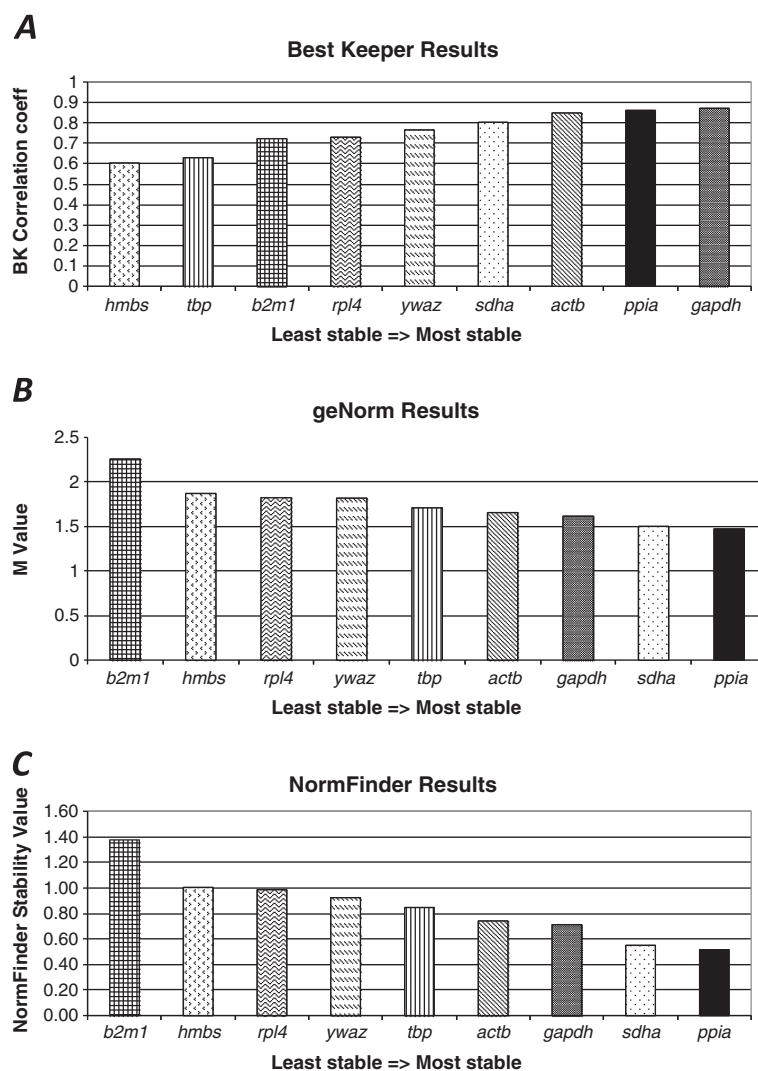 A
Best Keeper Results
BK Correlation coeff
1
0.9
0.8
0.7
0.6
0.5
0.4
0.3
0.2
0.1
0
hmbs tbp b2m1 rpl4 ywaz sdha actb ppia gapdh
Least stable => Most stable
B
geNorm Results
M Value
2.5
2
1.5
1
0.5
0
b2m1 hmbs rpl4 ywaz tbp actb gapdh sdha ppia
Least stable => Most stable
C
NormFinder Results
NormFinder Stability Value
1.60
1.40
1.20
1.00
0.80
0.60
0.40
0.20
0.00
b2m1 hmbs rpl4 ywaz tbp actb gapdh sdha ppia
Least stable => Most stable